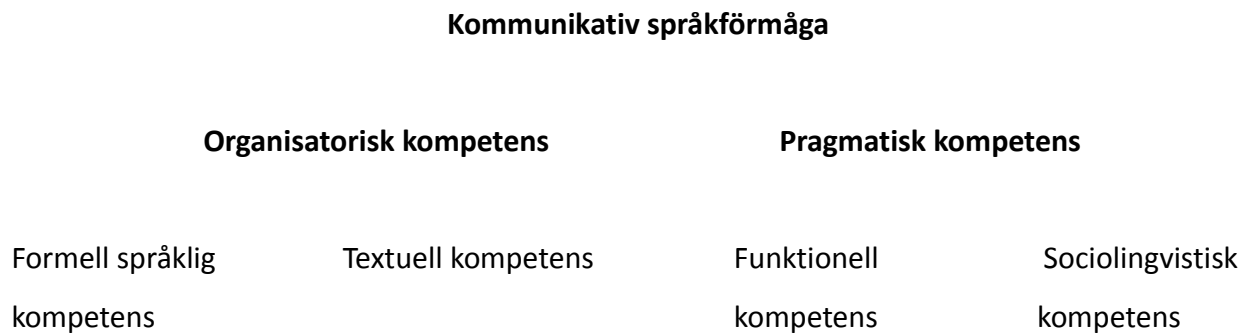 Kommunikativ språkförmåga
Organisatorisk kompetens Pragmatisk kompetens
Formell språklig Textuell kompetens Funktionell Sociolingvistisk
kompetens kompetens kompetens